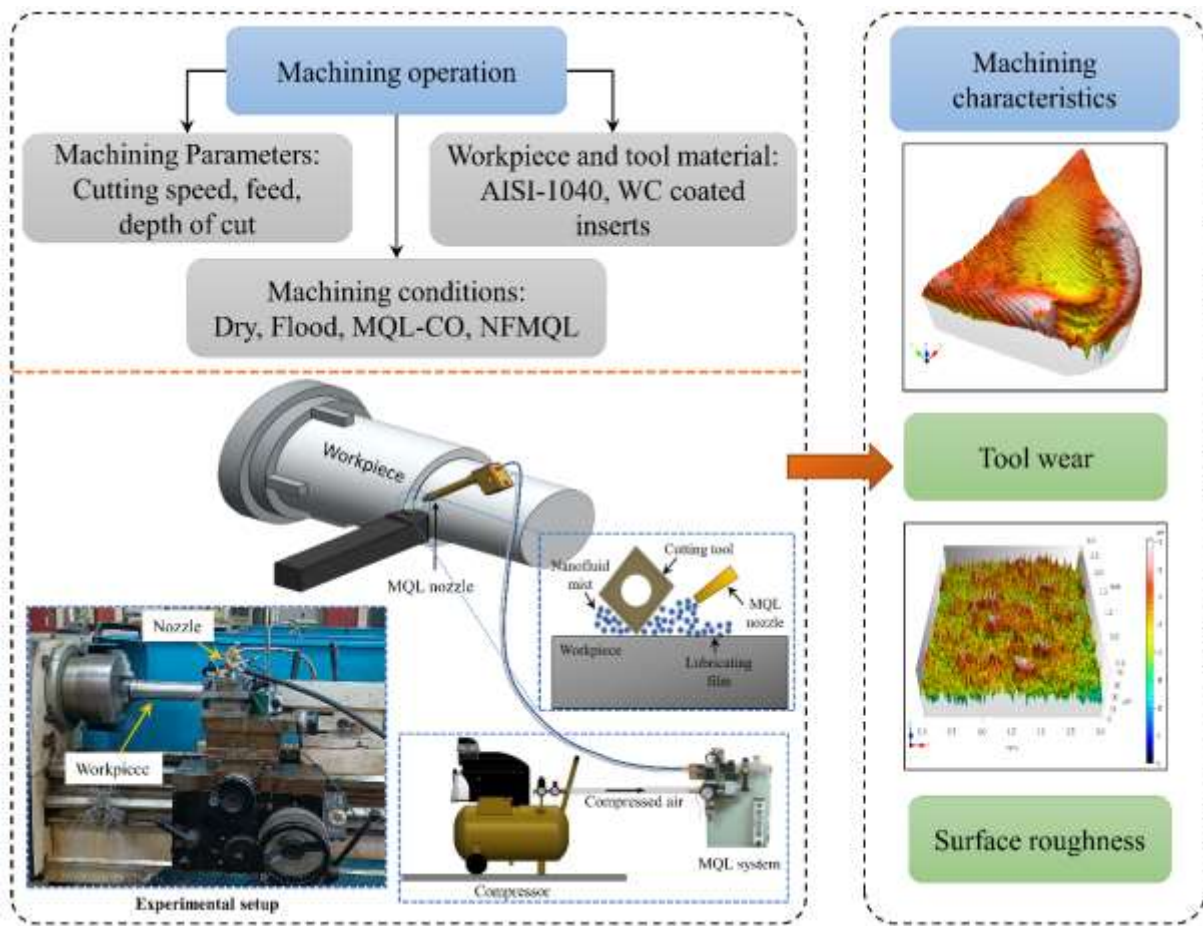 Machining operation
Machining Parameters:
Cutting speed, feed,
depth of cut
Workpiece and tool material:
AISI-1040, WC coated
inserts
Machining conditions:
Dry, Flood, MQL-CO, NFMQL
Workpiece
MQL nozzle
Nanofluid
mist
Cutting tool
MQL
nozzle
Workpiece
Lubricating
film
Nozzle
Workpiece
Experimental setup
Compressed air
MQL system
Compressor
Machining
characteristics
Tool wear
Surface roughness